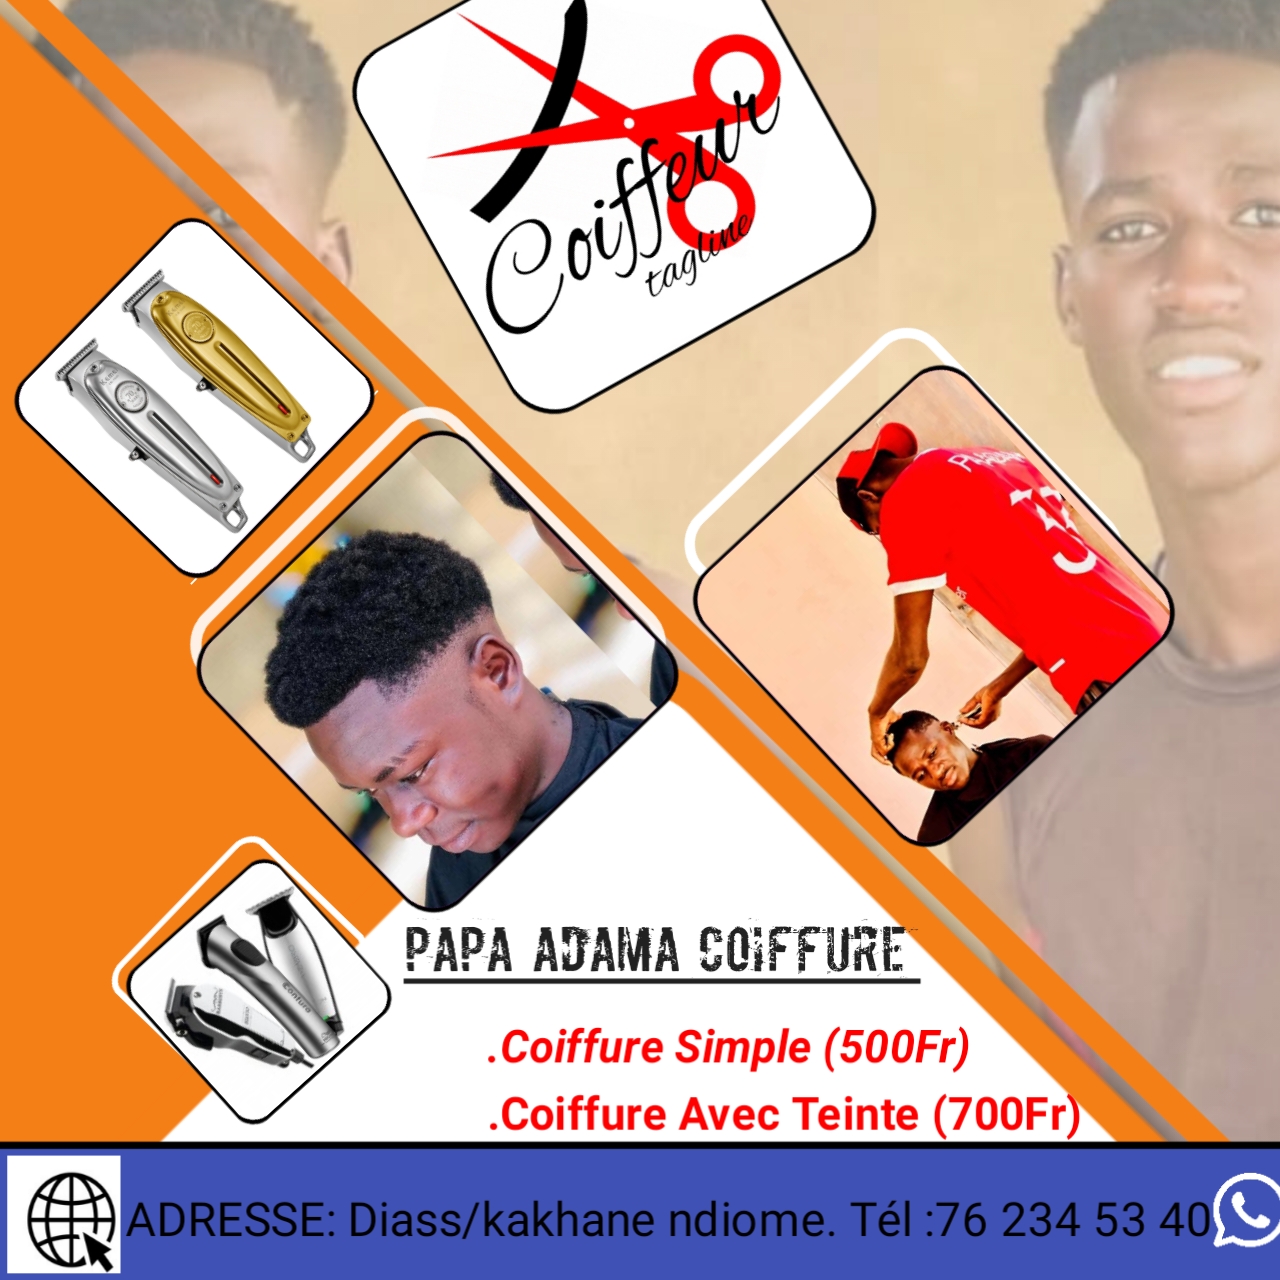 Coiffeur
tagline
PAPA ADAMA COIFFURE
.Coiffure Simple (500Fr)
.Coiffure Avec Teinte (700Fr)
ADRESSE: Diass/kakhane ndiome. Tél :76 234 53 40